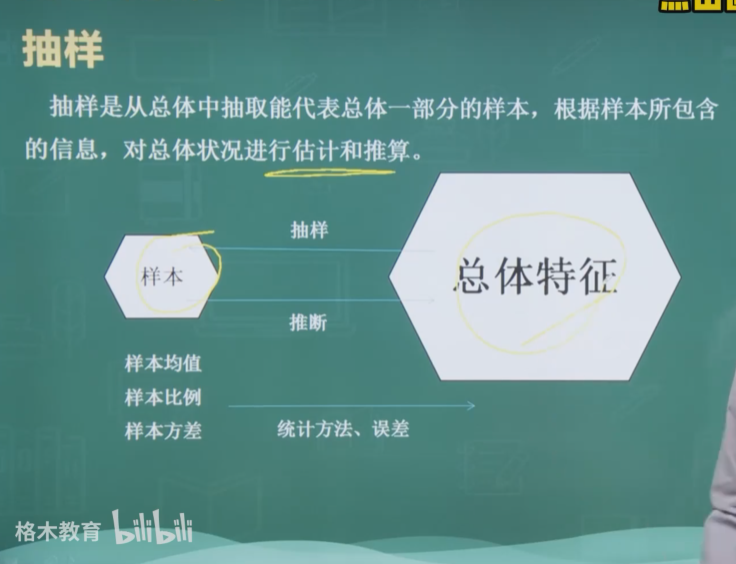 抽样
抽样是从总体中抽取能代表总体一部分的样本，根据样本所包含
的信息，对总体状况进行估计和推算。
抽样
样本
总体特征
推断
样本均值
样本比例
样本方差
统计方法、误差
格木教育 bilibili